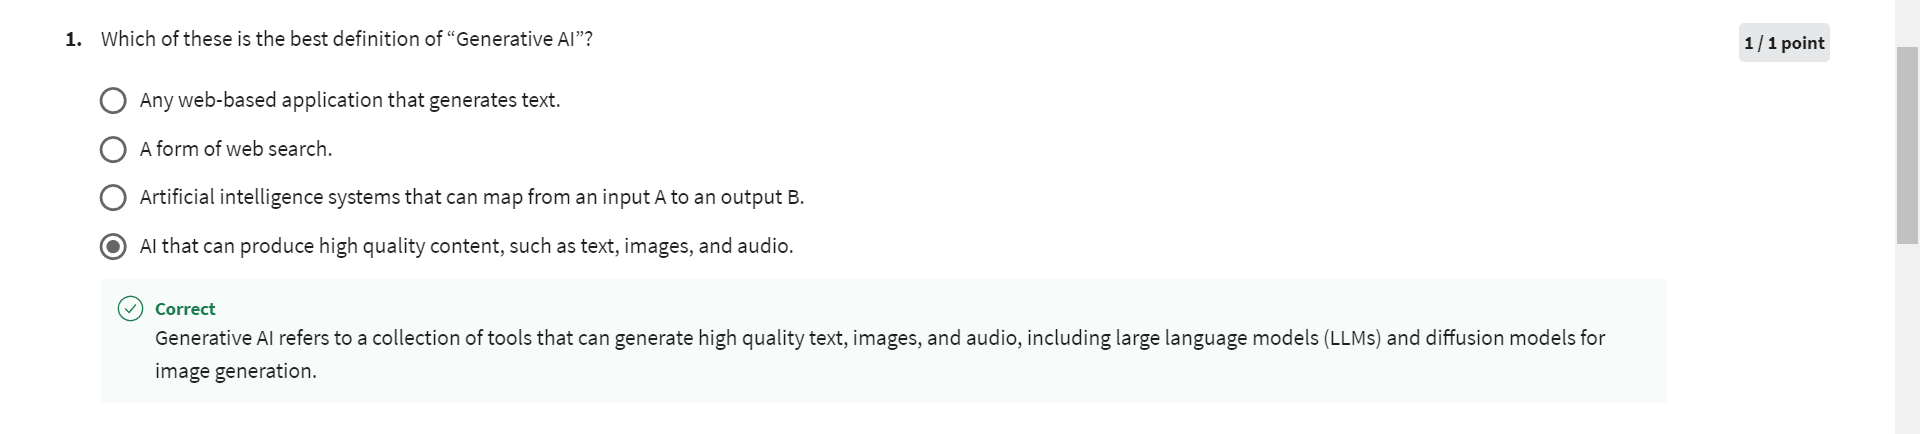 1. Which of these is the best definition of “Generative AI”?
1 / 1 point
Any web-based application that generates text.
A form of web search.
Artificial intelligence systems that can map from an input A to an output B.
AI that can produce high quality content, such as text, images, and audio.
Correct
Generative AI refers to a collection of tools that can generate high quality text, images, and audio, including large language models (LLMs) and diffusion models for
image generation.